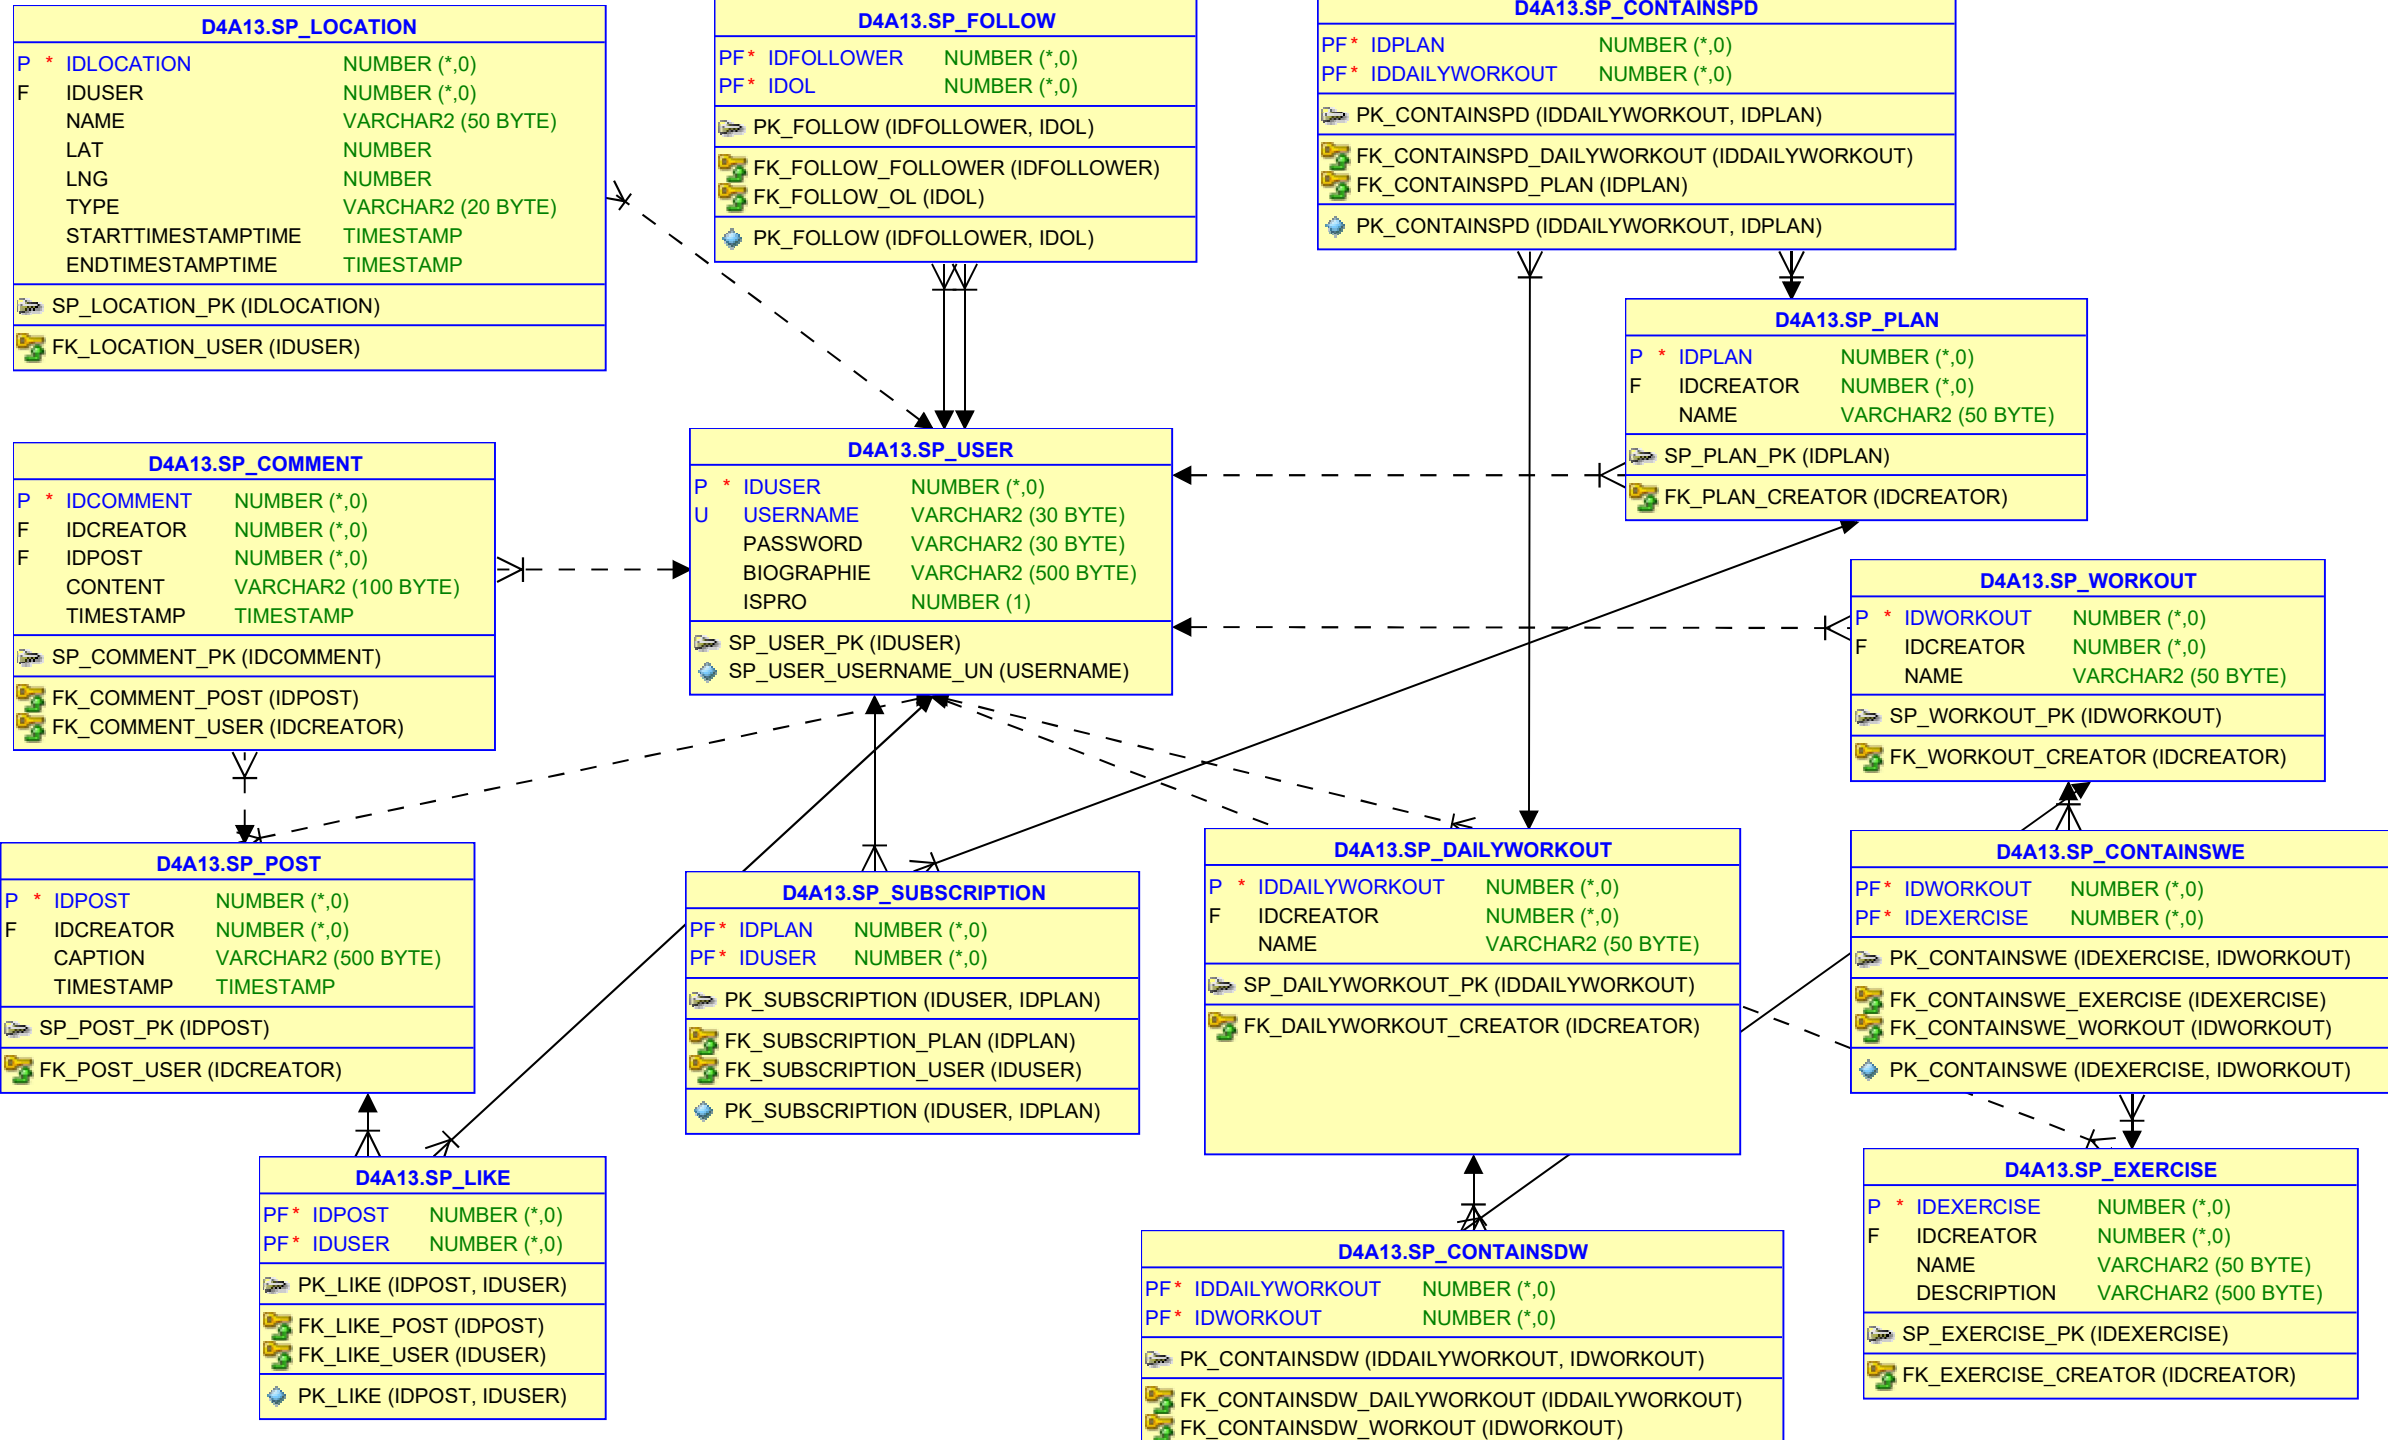 D4A13.SP_LOCATION
P * IDLOCATION NUMBER (*,0)
F IDUSER NUMBER (*,0)
NAME VARCHAR2 (50 BYTE)
LAT NUMBER
LNG NUMBER
TYPE VARCHAR2 (20 BYTE)
STARTTIMESTAMPTIME TIMESTAMP
ENDTIMESTAMPTIME TIMESTAMP
SP_LOCATION_PK (IDLOCATION)
FK_LOCATION_USER (IDUSER)
D4A13.SP_FOLLOW
PF* IDFOLLOWER NUMBER (*,0)
PF* IDOL NUMBER (*,0)
PK_FOLLOW (IDFOLLOWER, IDOL)
FK_FOLLOW_FOLLOWER (IDFOLLOWER)
FK_FOLLOW_OL (IDOL)
PK_FOLLOW (IDFOLLOWER, IDOL)
D4A13.SP_CONTAINSPD
PF* IDPLAN NUMBER (*,0)
PF* IDDAILYWORKOUT NUMBER (*,0)
PK_CONTAINSPD (IDDAILYWORKOUT, IDPLAN)
FK_CONTAINSPD_DAILYWORKOUT (IDDAILYWORKOUT)
FK_CONTAINSPD_PLAN (IDPLAN)
PK_CONTAINSPD (IDDAILYWORKOUT, IDPLAN)
D4A13.SP_PLAN
P * IDPLAN NUMBER (*,0)
F IDCREATOR NUMBER (*,0)
NAME VARCHAR2 (50 BYTE)
SP_PLAN_PK (IDPLAN)
FK_PLAN_CREATOR (IDCREATOR)
D4A13.SP_COMMENT
P * IDCOMMENT NUMBER (*,0)
F IDCREATOR NUMBER (*,0)
F IDPOST NUMBER (*,0)
CONTENT VARCHAR2 (100 BYTE)
TIMESTAMP TIMESTAMP
SP_COMMENT_PK (IDCOMMENT)
FK_COMMENT_POST (IDPOST)
FK_COMMENT_USER (IDCREATOR)
D4A13.SP_USER
P * IDUSER NUMBER (*,0)
U USERNAME VARCHAR2 (30 BYTE)
PASSWORD VARCHAR2 (30 BYTE)
BIOGRAPHIE VARCHAR2 (500 BYTE)
ISPRO NUMBER (1)
SP_USER_PK (IDUSER)
SP_USER_USERNAME_UN (USERNAME)
D4A13.SP_WORKOUT
P * IDWORKOUT NUMBER (*,0)
F IDCREATOR NUMBER (*,0)
NAME VARCHAR2 (50 BYTE)
SP_WORKOUT_PK (IDWORKOUT)
FK_WORKOUT_CREATOR (IDCREATOR)
D4A13.SP_POST
P * IDPOST NUMBER (*,0)
F IDCREATOR NUMBER (*,0)
CAPTION VARCHAR2 (500 BYTE)
TIMESTAMP TIMESTAMP
SP_POST_PK (IDPOST)
FK_POST_USER (IDCREATOR)
D4A13.SP_SUBSCRIPTION
PF* IDPLAN NUMBER (*,0)
PF* IDUSER NUMBER (*,0)
PK_SUBSCRIPTION (IDUSER, IDPLAN)
FK_SUBSCRIPTION_PLAN (IDPLAN)
FK_SUBSCRIPTION_USER (IDUSER)
PK_SUBSCRIPTION (IDUSER, IDPLAN)
D4A13.SP_DAILYWORKOUT
P * IDDAILYWORKOUT NUMBER (*,0)
F IDCREATOR NUMBER (*,0)
NAME VARCHAR2 (50 BYTE)
SP_DAILYWORKOUT_PK (IDDAILYWORKOUT)
FK_DAILYWORKOUT_CREATOR (IDCREATOR)
D4A13.SP_CONTAINSWE
PF* IDWORKOUT NUMBER (*,0)
PF* IDEXERCISE NUMBER (*,0)
PK_CONTAINSWE (IDEXERCISE, IDWORKOUT)
FK_CONTAINSWE_EXERCISE (IDEXERCISE)
FK_CONTAINSWE_WORKOUT (IDWORKOUT)
PK_CONTAINSWE (IDEXERCISE, IDWORKOUT)
D4A13.SP_LIKE
PF* IDPOST NUMBER (*,0)
PF* IDUSER NUMBER (*,0)
PK_LIKE (IDPOST, IDUSER)
FK_LIKE_POST (IDPOST)
FK_LIKE_USER (IDUSER)
PK_LIKE (IDPOST, IDUSER)
D4A13.SP_CONTAINSDW
PF* IDDAILYWORKOUT NUMBER (*,0)
PF* IDWORKOUT NUMBER (*,0)
PK_CONTAINSDW (IDDAILYWORKOUT, IDWORKOUT)
FK_CONTAINSDW_DAILYWORKOUT (IDDAILYWORKOUT)
FK_CONTAINSDW_WORKOUT (IDWORKOUT)
D4A13.SP_EXERCISE
P * IDEXERCISE NUMBER (*,0)
F IDCREATOR NUMBER (*,0)
NAME VARCHAR2 (50 BYTE)
DESCRIPTION VARCHAR2 (500 BYTE)
SP_EXERCISE_PK (IDEXERCISE)
FK_EXERCISE_CREATOR (IDCREATOR)